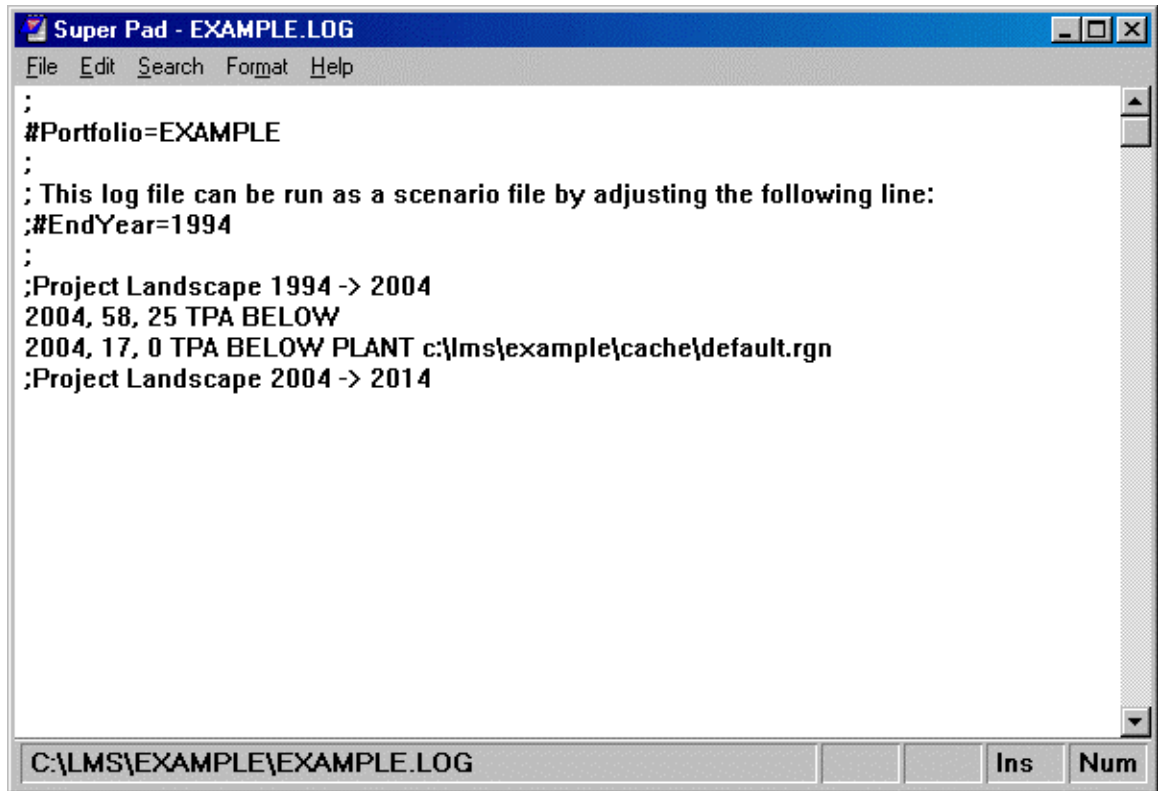 Super Pad - EXAMPLE.LOG
File Edit Search Format Help
;
#Portfolio=EXAMPLE
;
; This log file can be run as a scenario file by adjusting the following line:
;#EndYear=1994
;
;Project Landscape 1994 -> 2004
2004, 58, 25 TPA BELOW
2004, 17, 0 TPA BELOW PLANT c:\lms\example\cache\default.rgn
;Project Landscape 2004 -> 2014
C:\LMS\EXAMPLE\EXAMPLE.LOG Ins Num